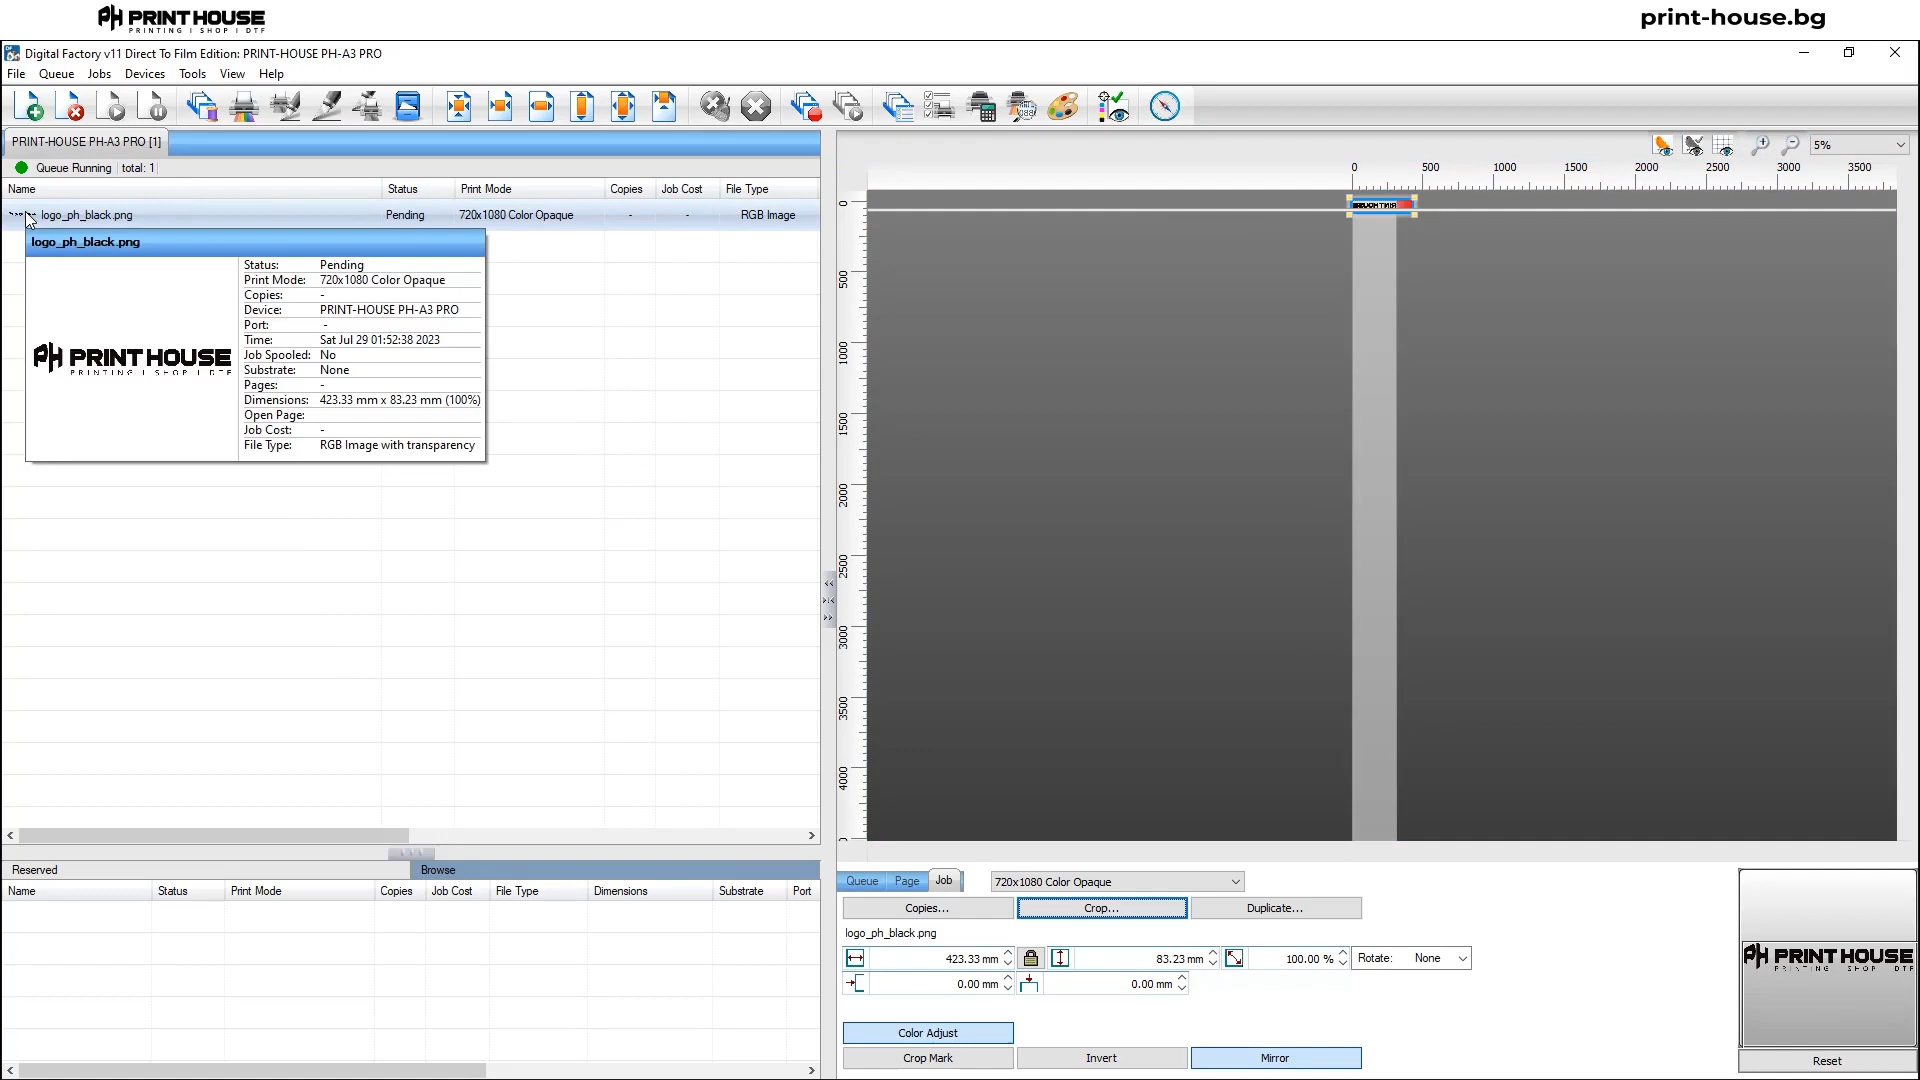 PH PRINT HOUSE
PRINTING | SHOP | DTF
print-house.bg
Digital Factory v11 Direct To Film Edition: PRINT-HOUSE PH-A3 PRO
File Queue Jobs Devices Tools View Help
PRINT-HOUSE PH-A3 PRO [1]
Queue Running total: 1
Name Status Print Mode Copies Job Cost File Type
logo_ph_black.png Pending 720x1080 Color Opaque - - RGB Image
logo_ph_black.png
Status: Pending
Print Mode: 720x1080 Color Opaque
Copies: -
Device: PRINT-HOUSE PH-A3 PRO
Port: -
Time: Sat Jul 29 01:52:38 2023
Job Spooled: No
Substrate: None
Pages: -
Dimensions: 423.33 mm x 83.23 mm (100%)
Open Page:
Job Cost: -
File Type: RGB Image with transparency
PH PRINT HOUSE
PRINTING | SHOP | DTF
5%
0 500 1000 1500 2000 2500 3000 3500
0
500
1000
1500
2000
2500
3000
3500
4000
Reserved Browse
Name Status Print Mode Copies Job Cost File Type Dimensions Substrate Port
Queue Page Job 720x1080 Color Opaque
Copies... Crop... Duplicate...
logo_ph_black.png
423.33 mm 83.23 mm 100.00 % Rotate: None
0.00 mm 0.00 mm
Color Adjust
Crop Mark Invert Mirror
PH PRINT HOUSE
PRINTING SHOP DTF
Reset